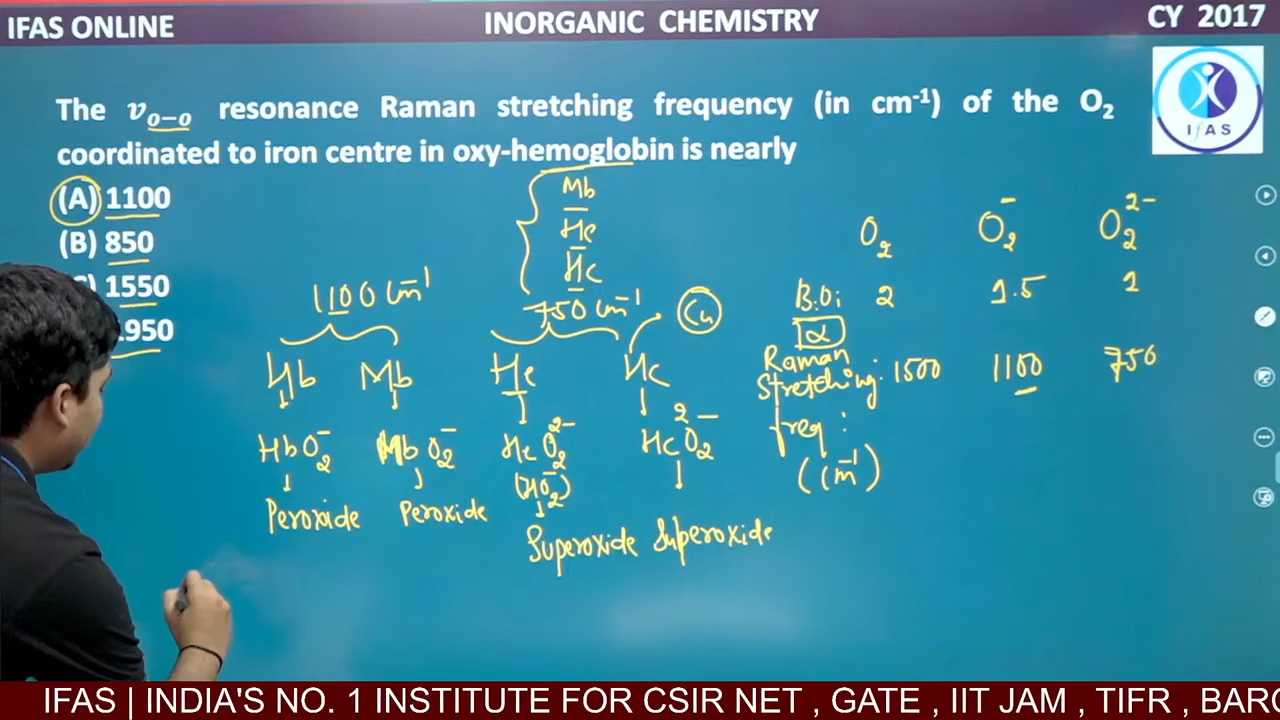 IFAS ONLINE
INORGANIC CHEMISTRY
CY 2017
The ν o−o resonance Raman stretching frequency (in cm⁻¹) of the O₂
coordinated to iron centre in oxy-hemoglobin is nearly
IFAS
(A) 1100
(B) 850
1550
1950
Mb
He
Hc
1100 cm⁻¹
750 cm⁻¹
Cu
Hb Mb He Hc
HbO₂⁻ MbO₂⁻ HeO₂²⁻ HcO₂²⁻
(HO₂⁻)
Peroxide Peroxide
Superoxide Superoxide
O₂ O₂⁻ O₂²⁻
B.O: 2 1.5 1
α
Raman
Stretching: 1500 1100 750
freq:
(cm⁻¹)
IFAS | INDIA'S NO. 1 INSTITUTE FOR CSIR NET , GATE , IIT JAM , TIFR , BARC